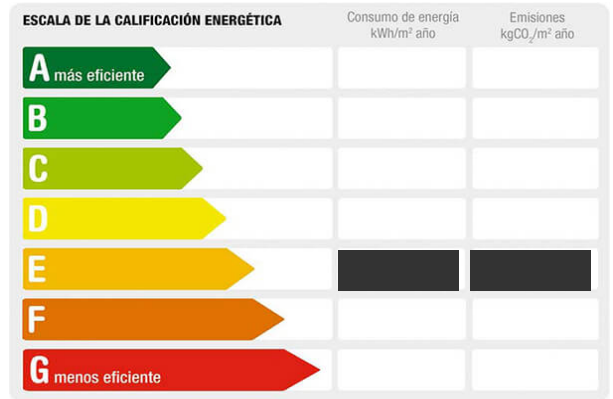 ESCALA DE LA CALIFICACIÓN ENERGÉTICA
Consumo de energía
kWh/m² año
Emisiones
kgCO₂/m² año
A más eficiente
B
C
D
E
F
G menos eficiente